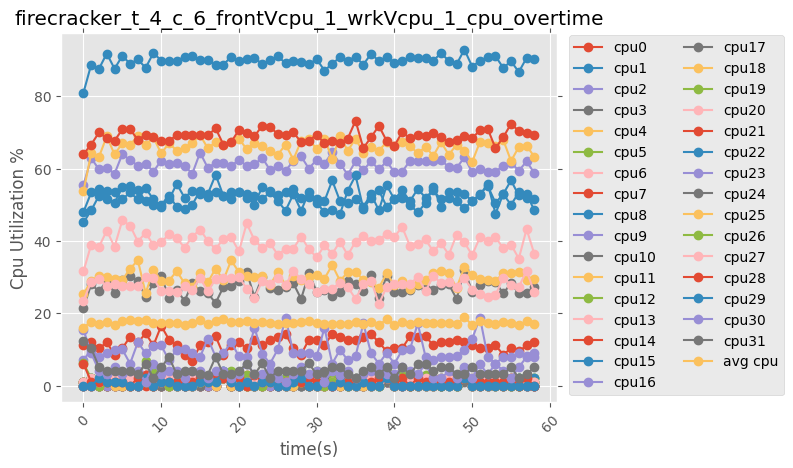 firecracker_t_4_c_6_frontVcpu_1_wrkVcpu_1_cpu_overtime
Cpu Utilization %
80
60
40
20
0
0
10
20
30
40
50
60
time(s)
cpu0
cpu1
cpu2
cpu3
cpu4
cpu5
cpu6
cpu7
cpu8
cpu9
cpu10
cpu11
cpu12
cpu13
cpu14
cpu15
cpu16
cpu17
cpu18
cpu19
cpu20
cpu21
cpu22
cpu23
cpu24
cpu25
cpu26
cpu27
cpu28
cpu29
cpu30
cpu31
avg cpu